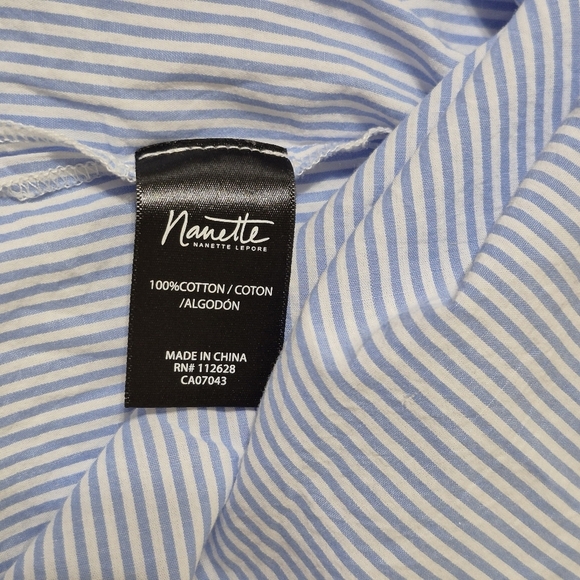 Nanette
NANETTE LEPORE
100%COTTON / COTON
/ALGODÓN
MADE IN CHINA
RN# 112628
CA07043